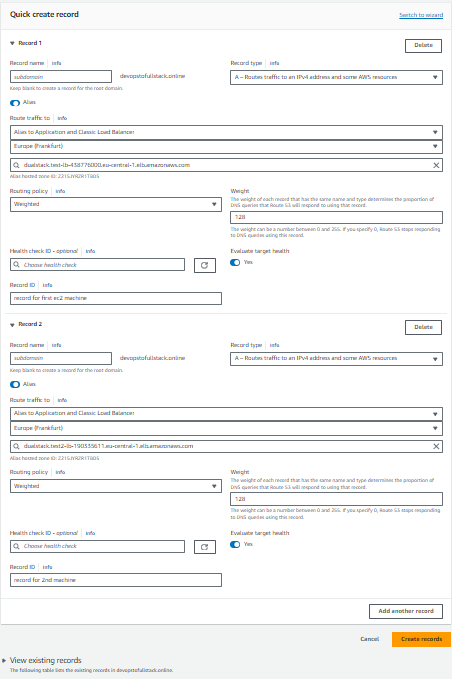 Quick create record
Switch to wizard
▼ Record 1 | Info
Delete
Record name | Info
Record type | Info
subdomain
devopstofullstack.online
A – Routes traffic to an IPv4 address and some AWS resources
Keep blank to create a record for the root domain.
Alias
Route traffic to | Info
Alias to Application and Classic Load Balancer
Europe (Frankfurt)
dualstack.test-lb-438776000.eu-central-1.elb.amazonaws.com
Alias hosted zone ID: Z215JYRZR1TBD5
Routing policy | Info
Weight
Weighted
The weight of each record that has the same name and type determines the proportion of
DNS queries that Route 53 will respond to using that record.
128
The weight can be a number between 0 and 255. If you specify 0, Route 53 stops responding
to DNS queries using this record.
Health check ID - optional | Info
Evaluate target health
Choose health check
Yes
Record ID | Info
record for first ec2 machine
▼ Record 2 | Info
Delete
Record name | Info
Record type | Info
subdomain
devopstofullstack.online
A – Routes traffic to an IPv4 address and some AWS resources
Keep blank to create a record for the root domain.
Alias
Route traffic to | Info
Alias to Application and Classic Load Balancer
Europe (Frankfurt)
dualstack.test2-lb-190335611.eu-central-1.elb.amazonaws.com
Alias hosted zone ID: Z215JYRZR1TBD5
Routing policy | Info
Weight
Weighted
The weight of each record that has the same name and type determines the proportion of
DNS queries that Route 53 will respond to using that record.
128
The weight can be a number between 0 and 255. If you specify 0, Route 53 stops responding
to DNS queries using this record.
Health check ID - optional | Info
Evaluate target health
Choose health check
Yes
Record ID | Info
record for 2nd machine
Add another record
Cancel
Create records
View existing records
The following table lists the existing records in devopstofullstack.online.